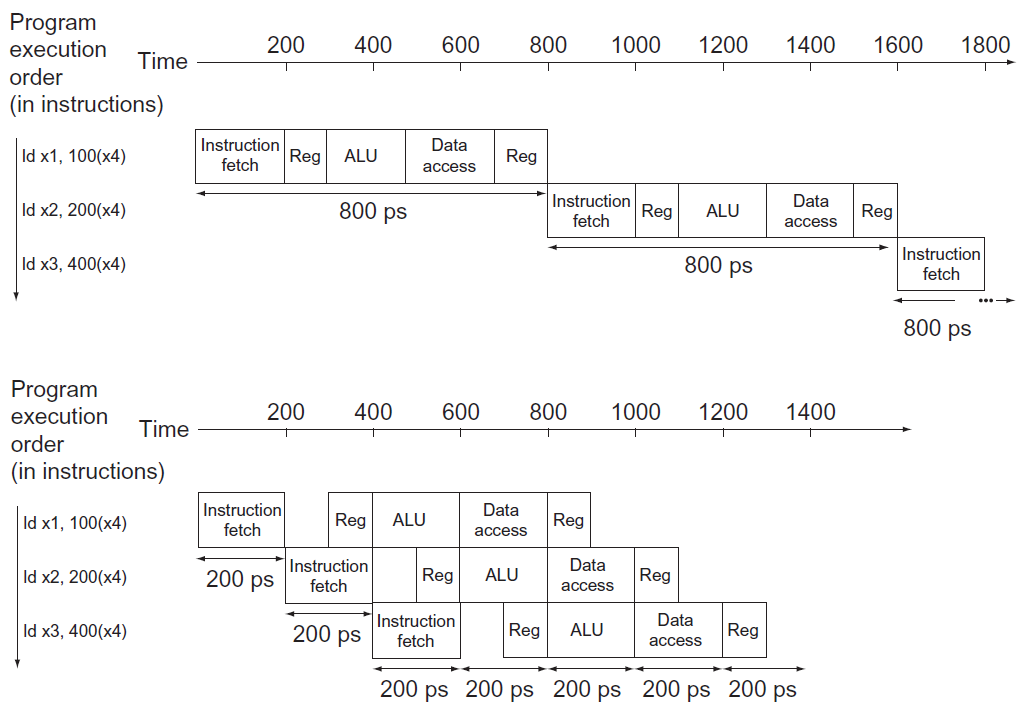 Program
execution
order
(in instructions)
Time
200 400 600 800 1000 1200 1400 1600 1800
ld x1, 100(x4)
Instruction
fetch
Reg
ALU
Data
access
Reg
800 ps
ld x2, 200(x4)
Instruction
fetch
Reg
ALU
Data
access
Reg
800 ps
ld x3, 400(x4)
Instruction
fetch
...
800 ps
Program
execution
order
(in instructions)
Time
200 400 600 800 1000 1200 1400
ld x1, 100(x4)
Instruction
fetch
Reg
ALU
Data
access
Reg
200 ps
ld x2, 200(x4)
Instruction
fetch
Reg
ALU
Data
access
Reg
200 ps
ld x3, 400(x4)
Instruction
fetch
Reg
ALU
Data
access
Reg
200 ps 200 ps 200 ps 200 ps 200 ps